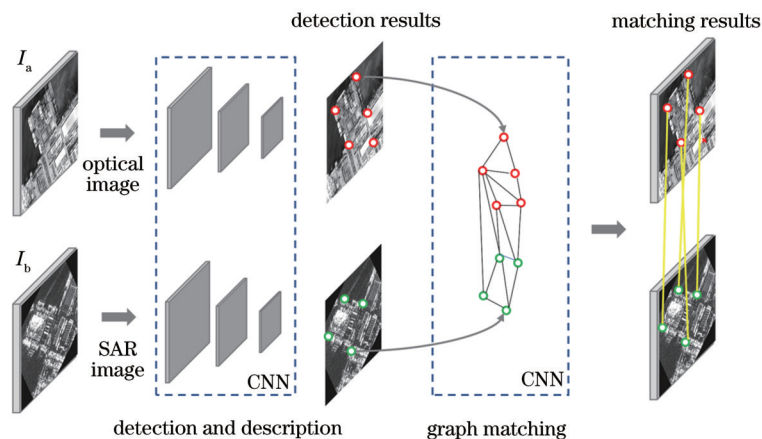 detection results
matching results
Ia
optical
image
Ib
SAR
image
CNN
CNN
detection and description
graph matching